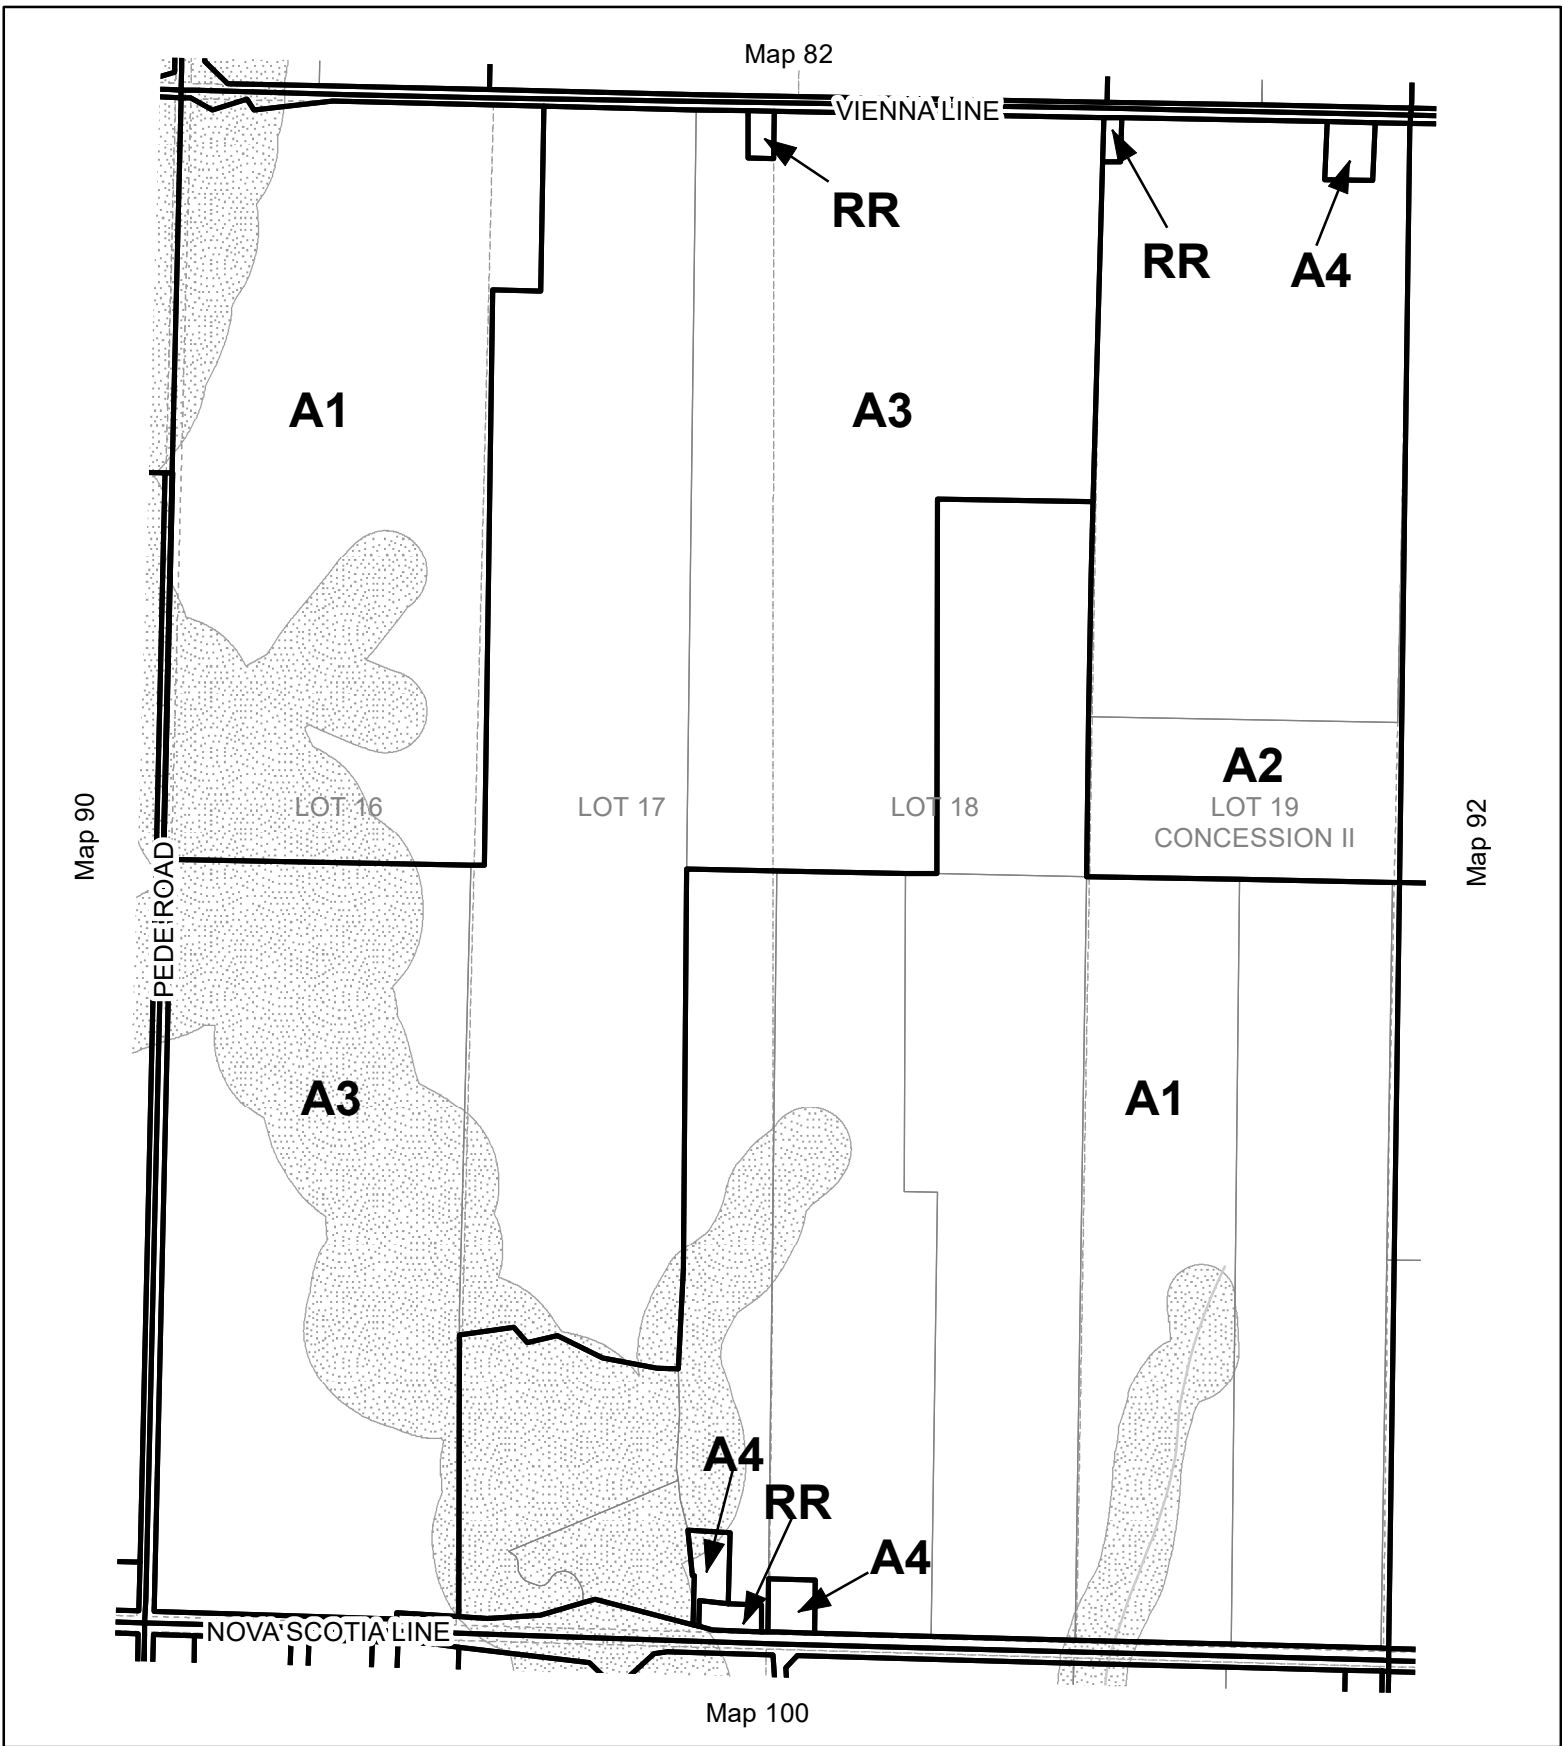 Map 82
VIENNA LINE
RR
RR
A4
A1
A3
A2
LOT 16
LOT 17
LOT 18
LOT 19
CONCESSION II
Map 90
Map 92
PEDE ROAD
A3
A1
A4
RR
A4
NOVA SCOTIA LINE
Map 100